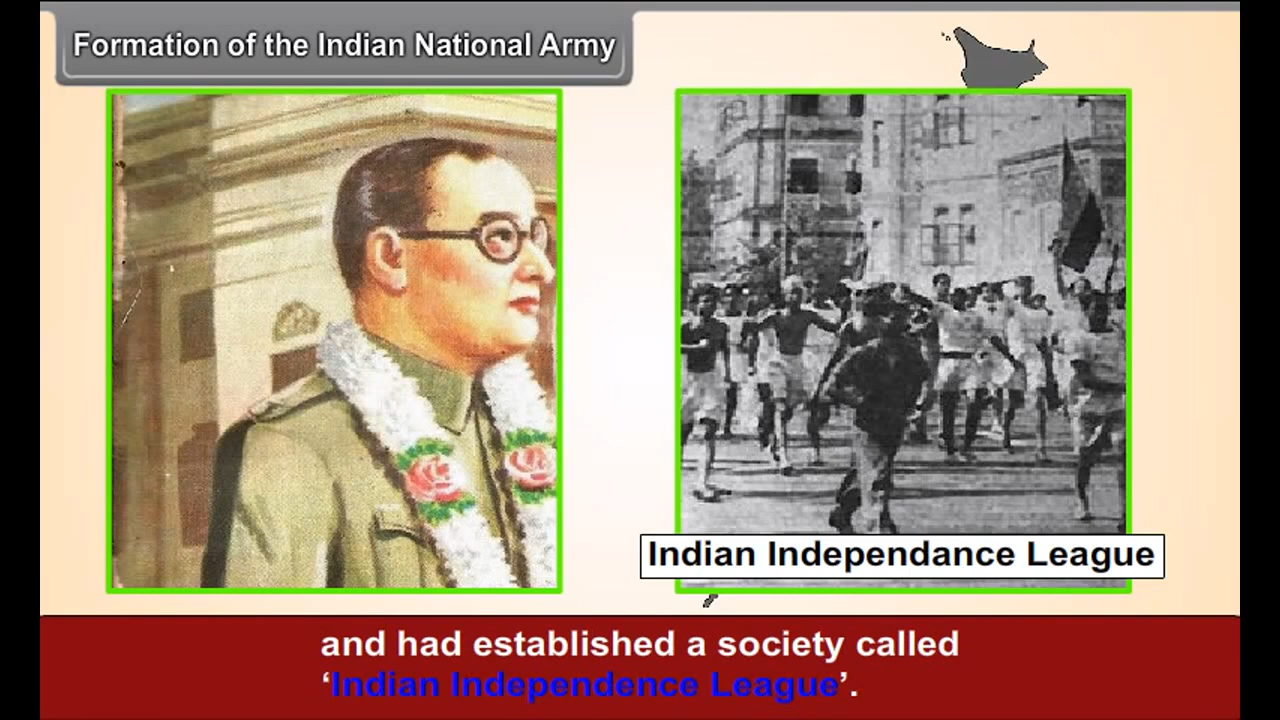 Formation of the Indian National Army
Indian Independance League
and had established a society called
‘Indian Independence League’.